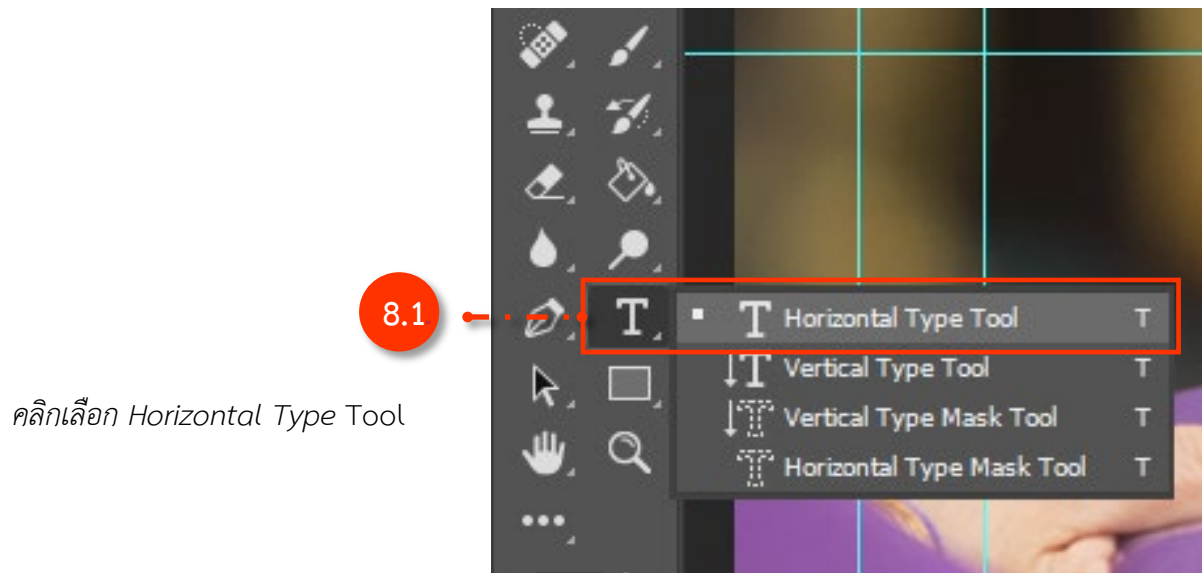 8.1
คลิกเลือก Horizontal Type Tool
T Horizontal Type Tool T
T Vertical Type Tool T
T Vertical Type Mask Tool T
T Horizontal Type Mask Tool T